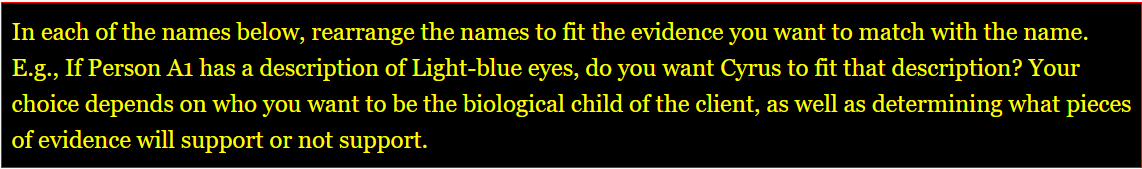 In each of the names below, rearrange the names to fit the evidence you want to match with the name.
E.g., If Person A1 has a description of Light-blue eyes, do you want Cyrus to fit that description? Your
choice depends on who you want to be the biological child of the client, as well as determining what pieces
of evidence will support or not support.